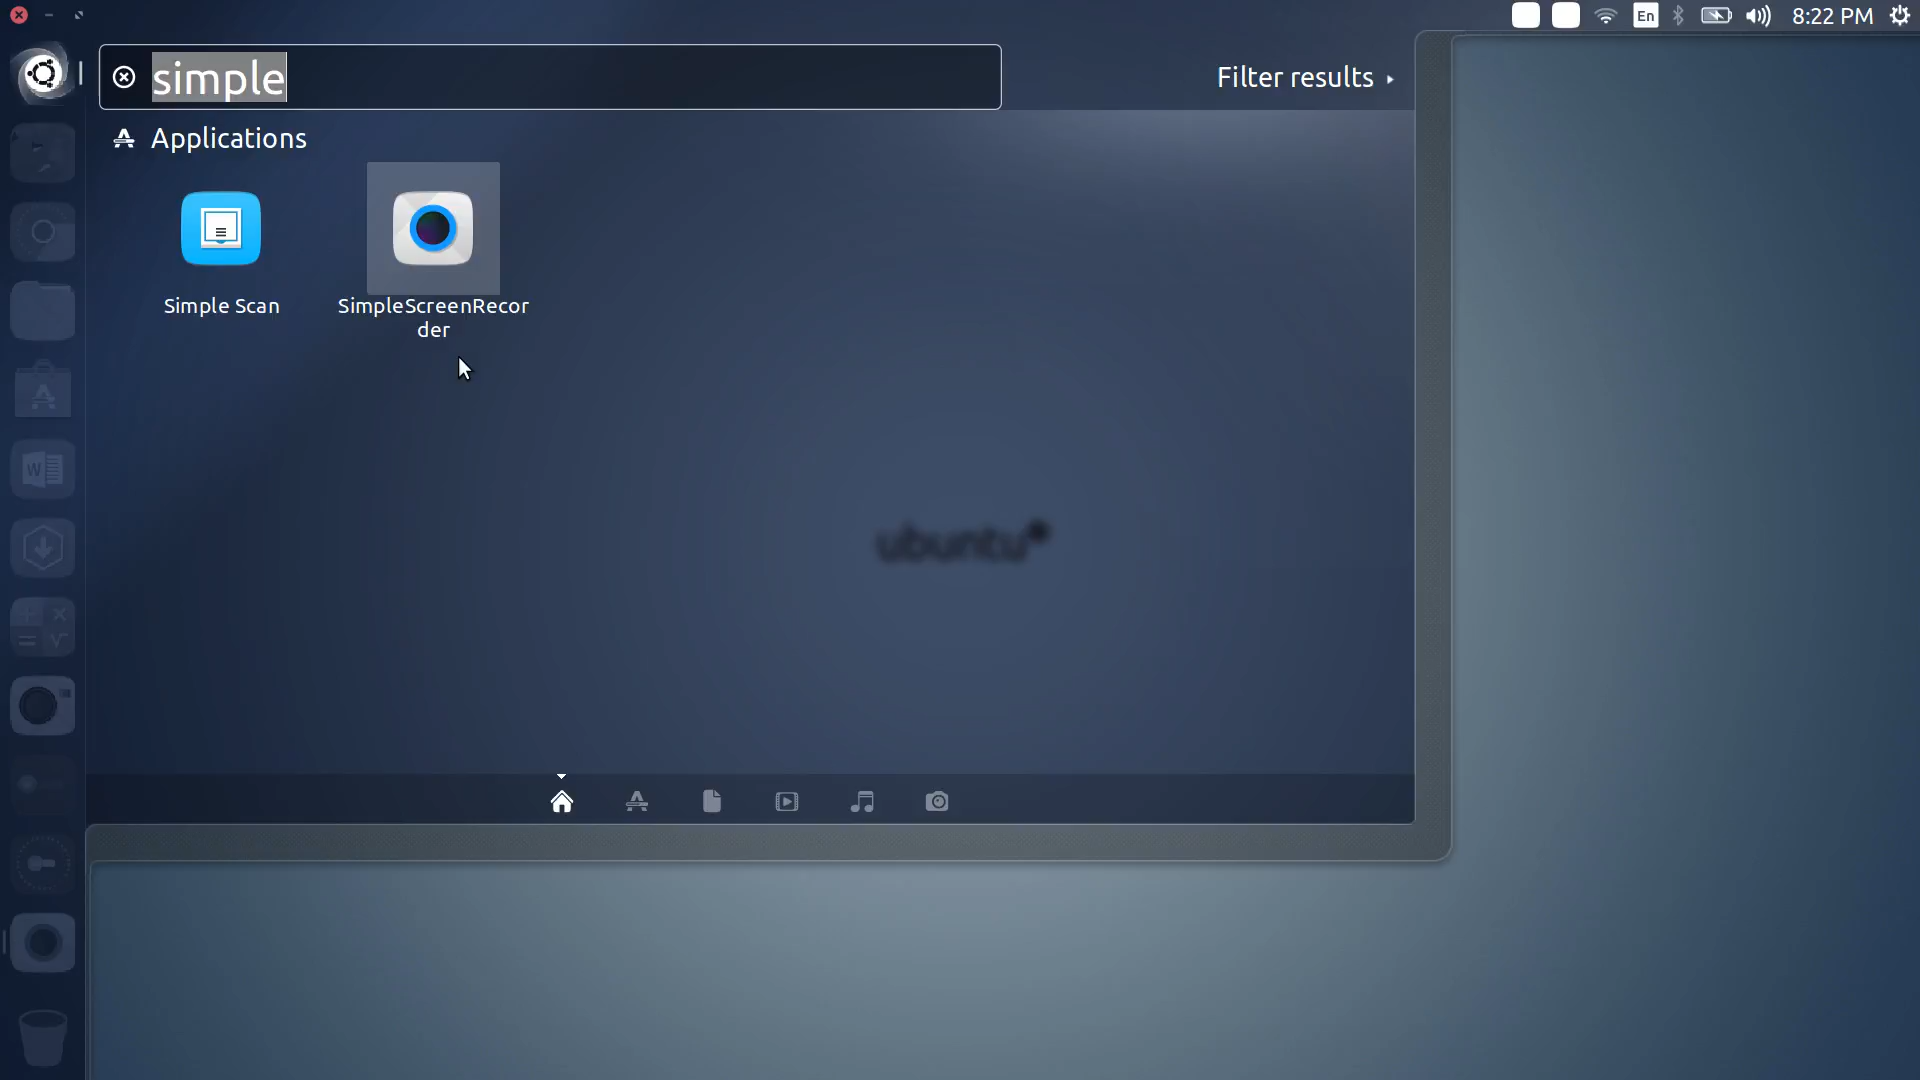 En
8:22 PM
simple
Filter results
Applications
Simple Scan
SimpleScreenRecor
der
W
ubuntu